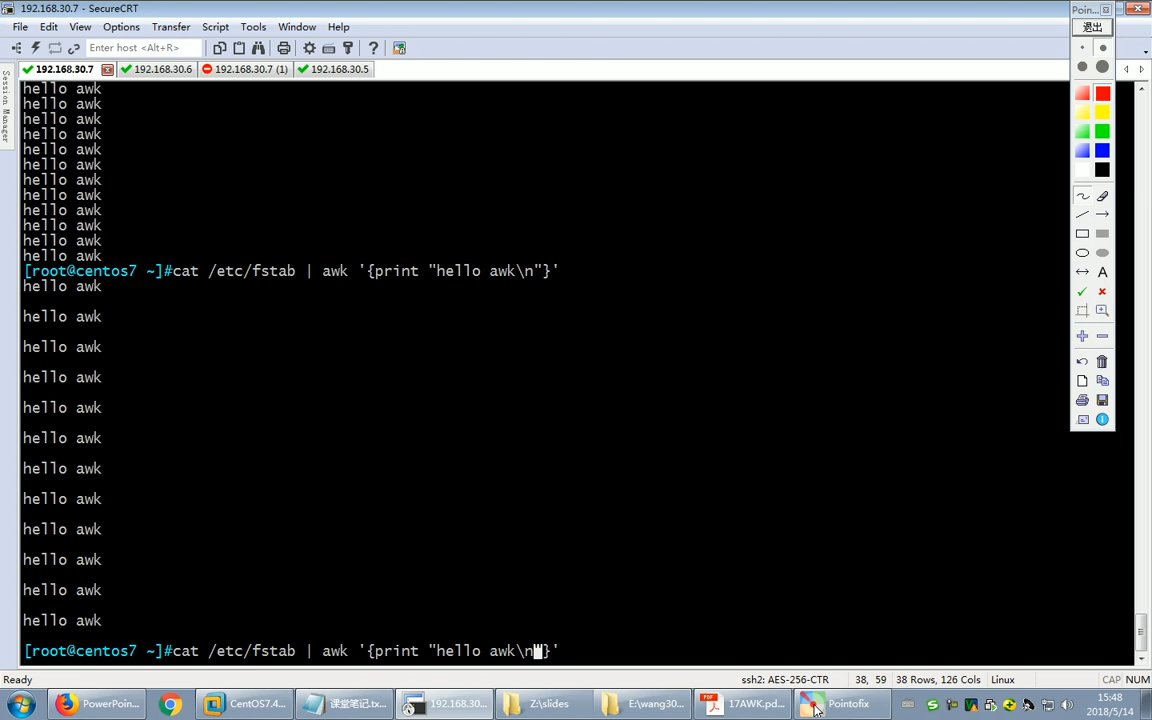 192.168.30.7 - SecureCRT
File Edit View Options Transfer Script Tools Window Help
Enter host <Alt+R>
192.168.30.7 192.168.30.6 192.168.30.7 (1) 192.168.30.5
Session Manager
hello awk
hello awk
hello awk
hello awk
hello awk
hello awk
hello awk
hello awk
hello awk
hello awk
hello awk
hello awk
[root@centos7 ~]#cat /etc/fstab | awk '{print "hello awk\n"}'
hello awk
hello awk
hello awk
hello awk
hello awk
hello awk
hello awk
hello awk
hello awk
hello awk
hello awk
hello awk
[root@centos7 ~]#cat /etc/fstab | awk '{print "hello awk\n"}'
Poin...
退出
A
Ready ssh2: AES-256-CTR 38, 59 38 Rows, 126 Cols Linux CAP NUM
PowerPoin... CentOS7.4... 课堂笔记.tx... 192.168.30... Z:\slides E:\wang30... 17AWK.pd... Pointofix
15:48
2018/5/14